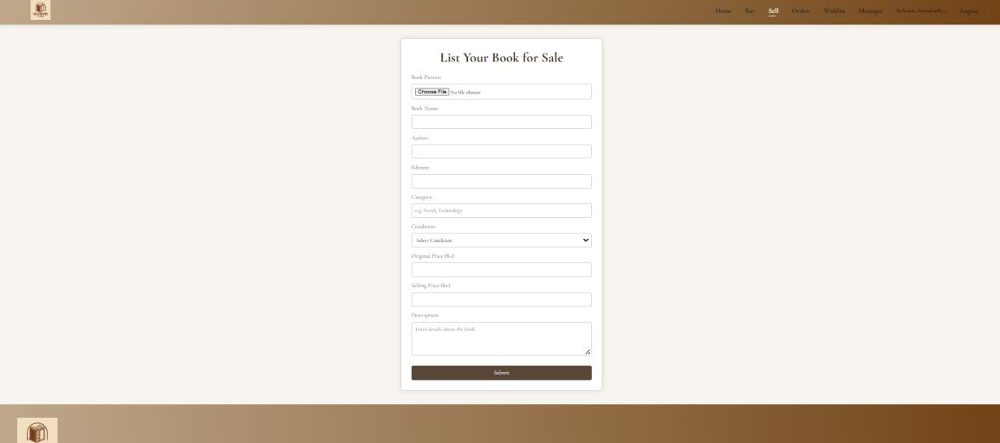 Home Buy Sell Orders Wishlist Messages Logout
List Your Book for Sale
Book Picture:
Choose File No file chosen
Book Name:
Author:
Edition:
Category:
e.g. Novel, Technology
Condition:
Select Condition
Original Price (Rs):
Selling Price (Rs):
Description:
Enter details about the book...
Submit